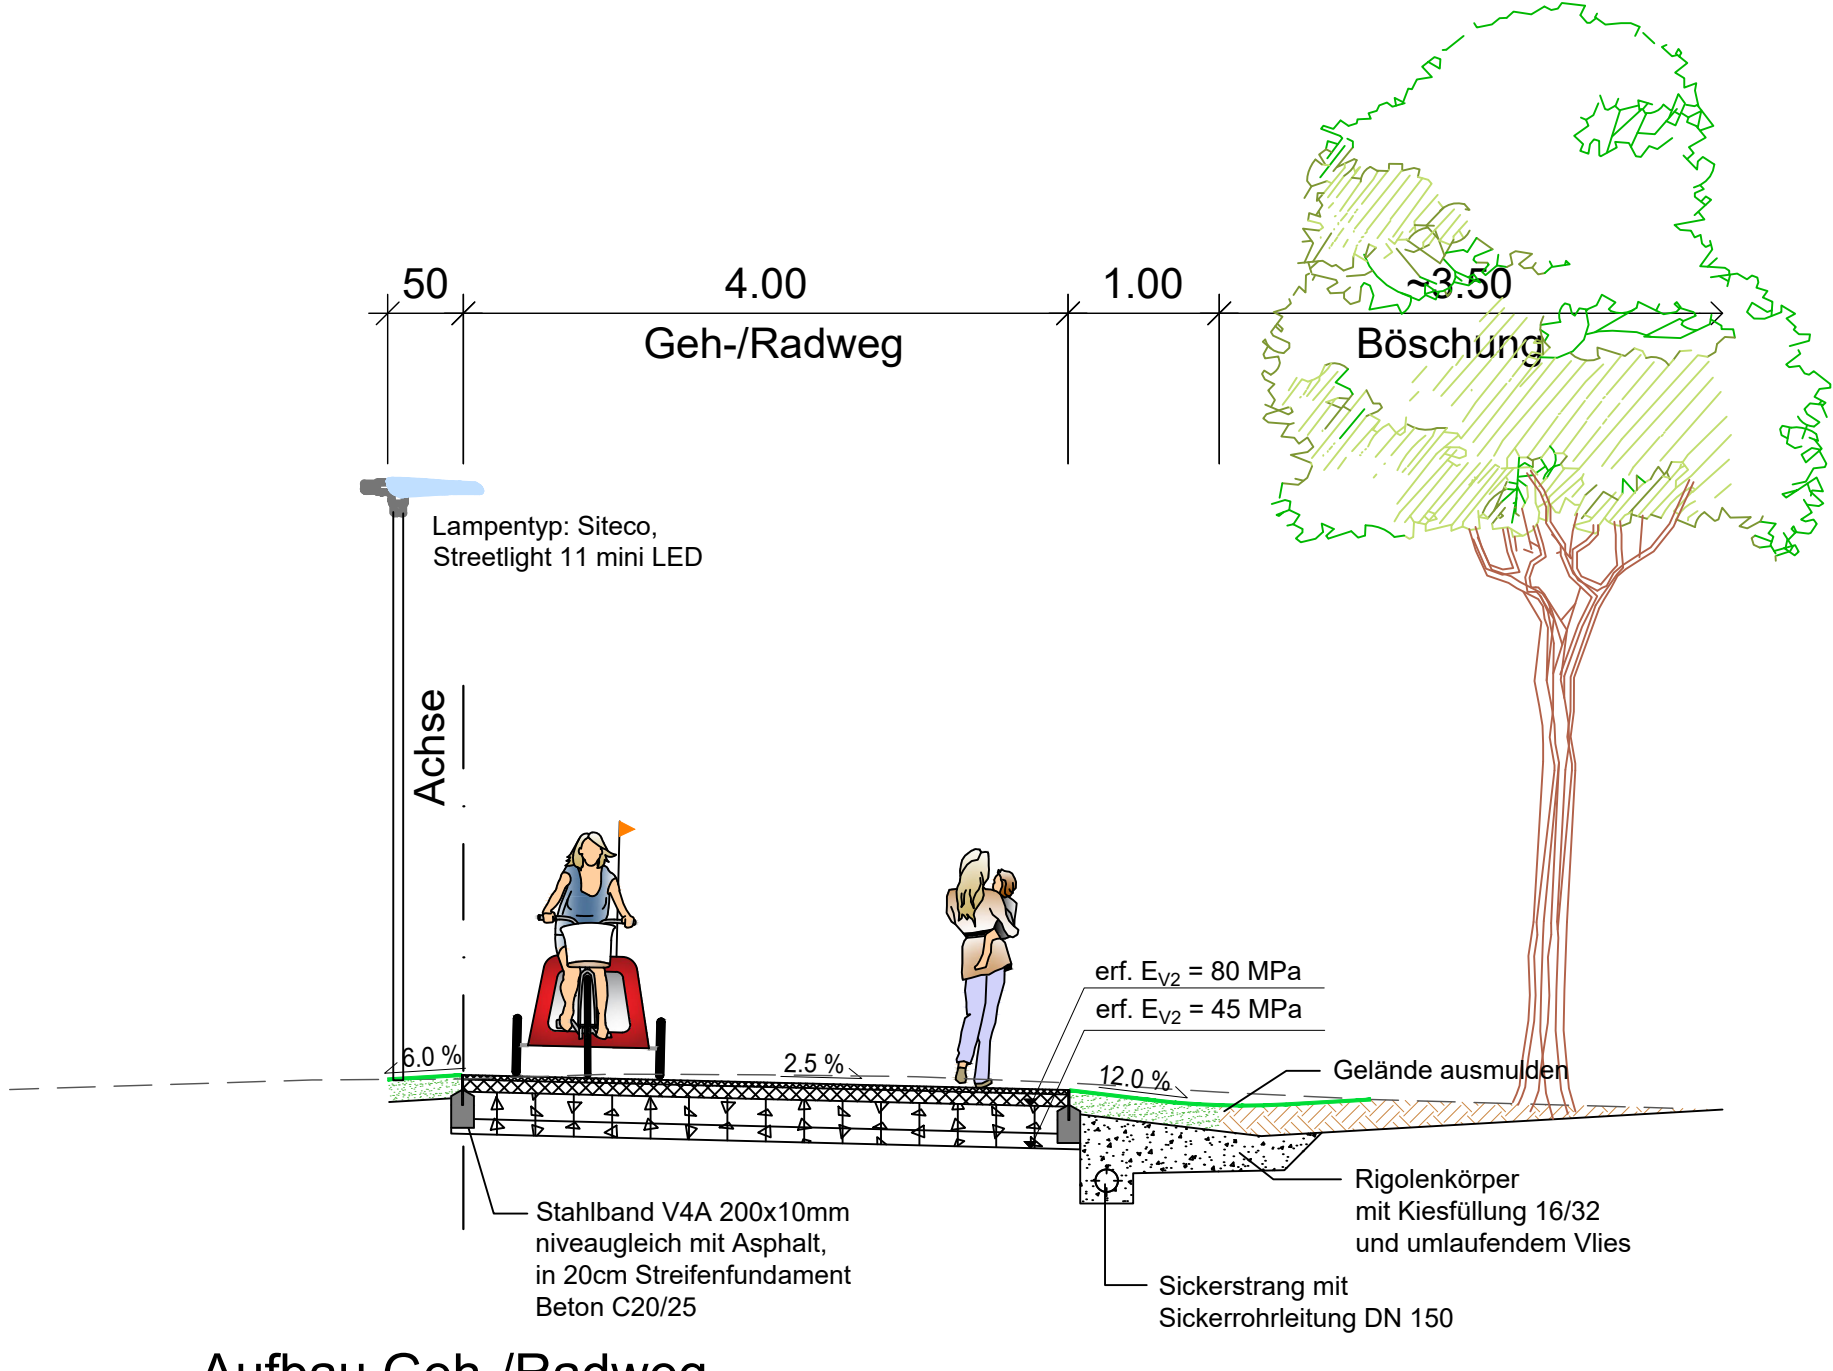 50
4.00
1.00
~3.50
Geh-/Radweg
Böschung
Lampentyp: Siteco,
Streetlight 11 mini LED
Achse
erf. EV2 = 80 MPa
erf. EV2 = 45 MPa
6.0 %
2.5 %
12.0 %
Gelände ausmulden
Rigolenkörper
mit Kiesfüllung 16/32
und umlaufendem Vlies
Stahlband V4A 200x10mm
niveaugleich mit Asphalt,
in 20cm Streifenfundament
Beton C20/25
Sickerstrang mit
Sickerrohrleitung DN 150
Aufbau Geh-/Radweg